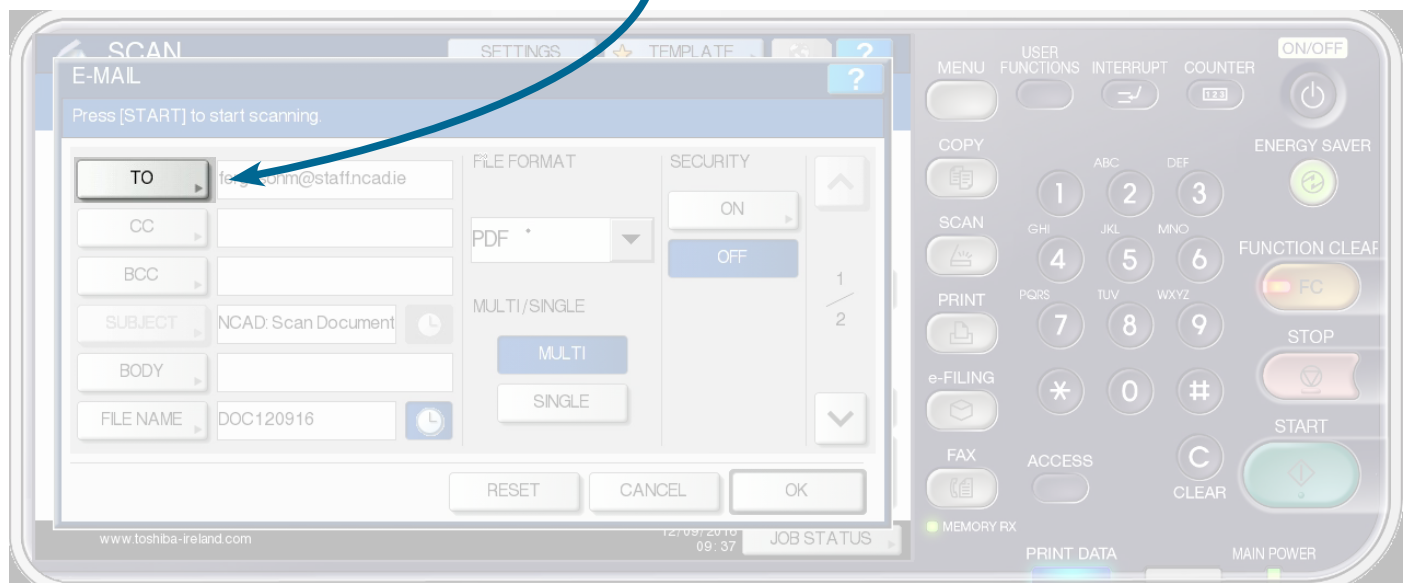 SCAN
SETTINGS
TEMPLATE
?
E-MAIL
?
Press [START] to start scanning.
TO
@staff.ncad.ie
CC
BCC
SUBJECT
NCAD: Scan Document
BODY
FILE NAME
DOC120916
FILE FORMAT
PDF
MULTI/SINGLE
MULTI
SINGLE
SECURITY
ON
OFF
1
2
RESET
CANCEL
OK
www.toshiba-ireland.com
12/09/2016
09:37
JOB STATUS
MENU
USER
FUNCTIONS
INTERRUPT
COUNTER
123
ON/OFF
COPY
SCAN
PRINT
e-FILING
FAX
MEMORY RX
ABC
DEF
1
2
3
GHI
JKL
MNO
4
5
6
PQRS
TUV
WXYZ
7
8
9
*
0
#
ACCESS
C
CLEAR
ENERGY SAVER
FUNCTION CLEAR
FC
STOP
START
PRINT DATA
MAIN POWER